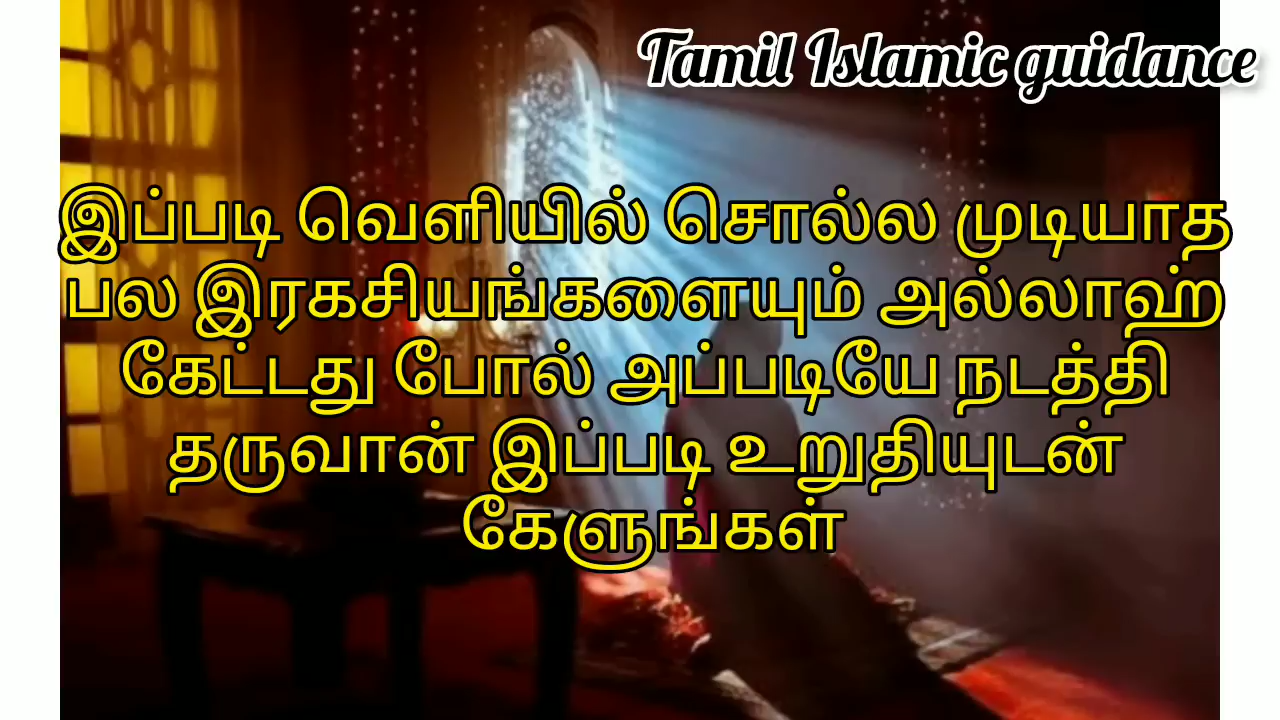 Tamil Islamic guidance
இப்படி வெளியில் சொல்ல முடியாத
பல இரகசியங்களையும் அல்லாஹ்
கேட்டது போல் அப்படியே நடத்தி
தருவான் இப்படி உறுதியுடன்
கேளுங்கள்